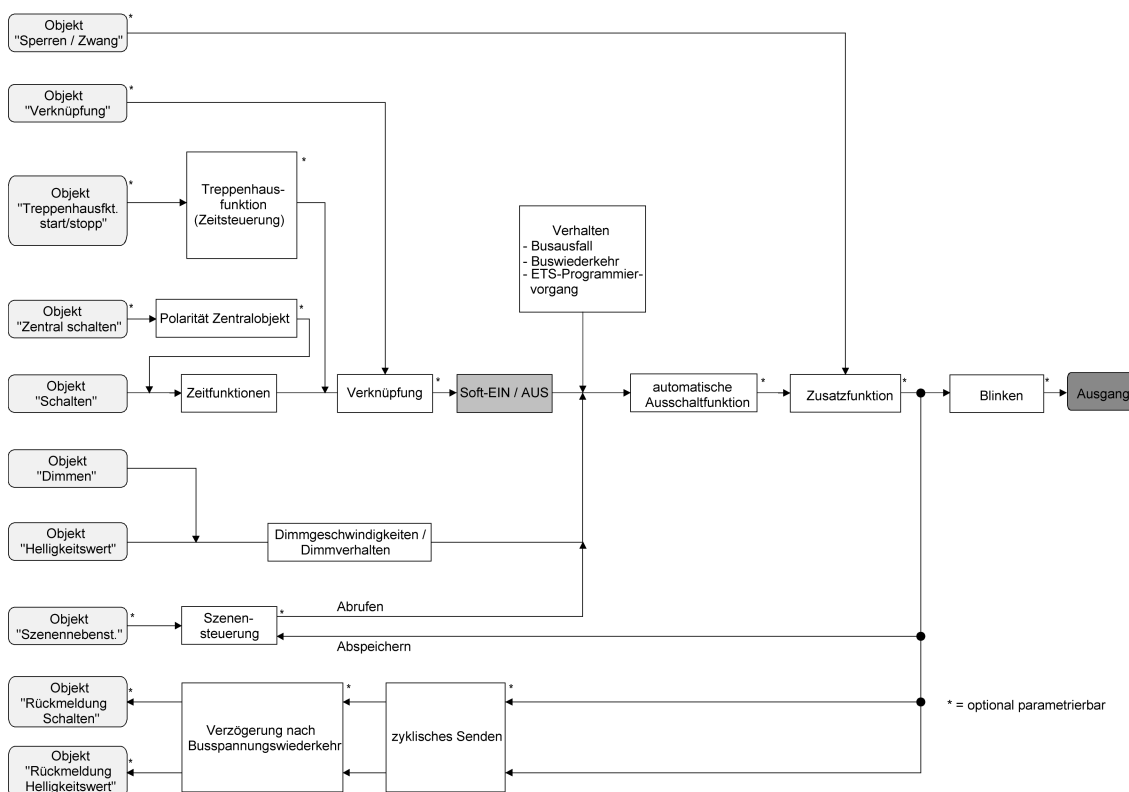 Objekt
"Sperren / Zwang"
*
Objekt
"Verknüpfung"
*
Objekt
"Treppenhausfkt.
start/stopp"
*
Treppenhaus-
funktion
(Zeitsteuerung)
*
Verhalten
- Busausfall
- Buswiederkehr
- ETS-Programmier-
vorgang
Objekt
"Zentral schalten"
*
Polarität Zentralobjekt
*
Objekt
"Schalten"
*
Zeitfunktionen
Verknüpfung
*
Soft-EIN / AUS
automatische
Ausschaltfunktion
*
Zusatzfunktion
*
Blinken
*
Ausgang
Objekt
"Dimmen"
Objekt
"Helligkeitswert"
Dimmgeschwindigkeiten /
Dimmverhalten
Objekt
"Szenennebenst."
*
Szenen-
steuerung
*
Abrufen
Abspeichern
Objekt
"Rückmeldung
Schalten"
*
Verzögerung nach
Busspannungswiederkehr
*
zyklisches Senden
*
* = optional parametrierbar
Objekt
"Rückmeldung
Helligkeitswert"
*